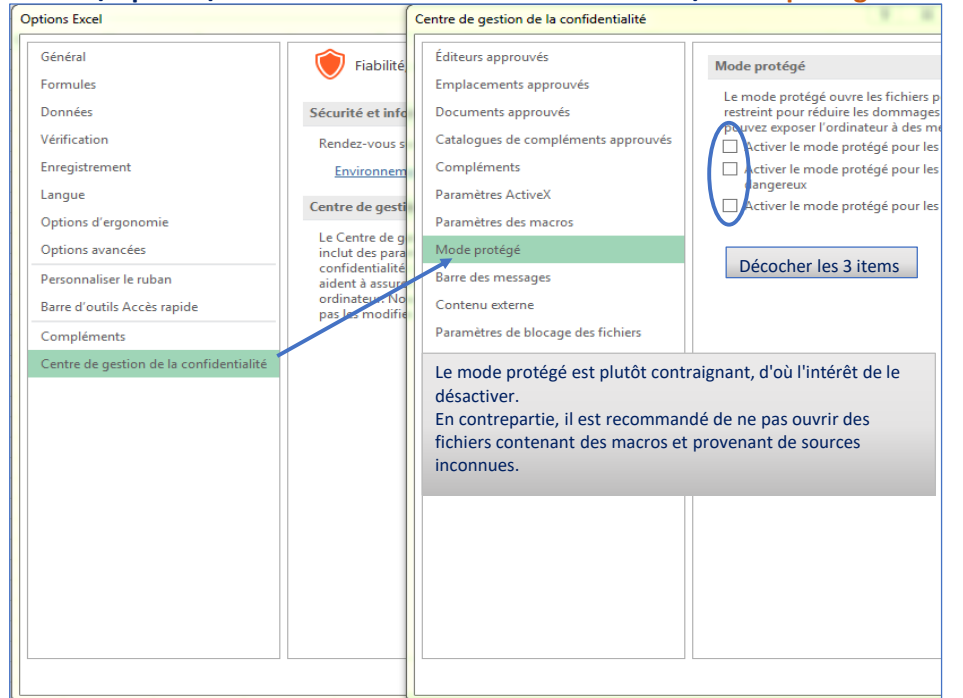 Options Excel
Général
Formules
Données
Vérification
Enregistrement
Langue
Options d'ergonomie
Options avancées
Personnaliser le ruban
Barre d'outils Accès rapide
Compléments
Centre de gestion de la confidentialité
Fiabilité
Sécurité et info
Rendez-vous s
Environnem
Centre de gesti
Le Centre de g
inclut des para
confidentialité
aident à assure
ordinateur. No
pas les modifie
Centre de gestion de la confidentialité
Éditeurs approuvés
Emplacements approuvés
Documents approuvés
Catalogues de compléments approuvés
Compléments
Paramètres ActiveX
Paramètres des macros
Mode protégé
Barre des messages
Contenu externe
Paramètres de blocage des fichiers
Mode protégé
Le mode protégé ouvre les fichiers p
restreint pour réduire les dommages
pouvez exposer l'ordinateur à des me
Activer le mode protégé pour les
Activer le mode protégé pour les
dangereux
Activer le mode protégé pour les
Décocher les 3 items
Le mode protégé est plutôt contraignant, d'où l'intérêt de le
désactiver.
En contrepartie, il est recommandé de ne pas ouvrir des
fichiers contenant des macros et provenant de sources
inconnues.